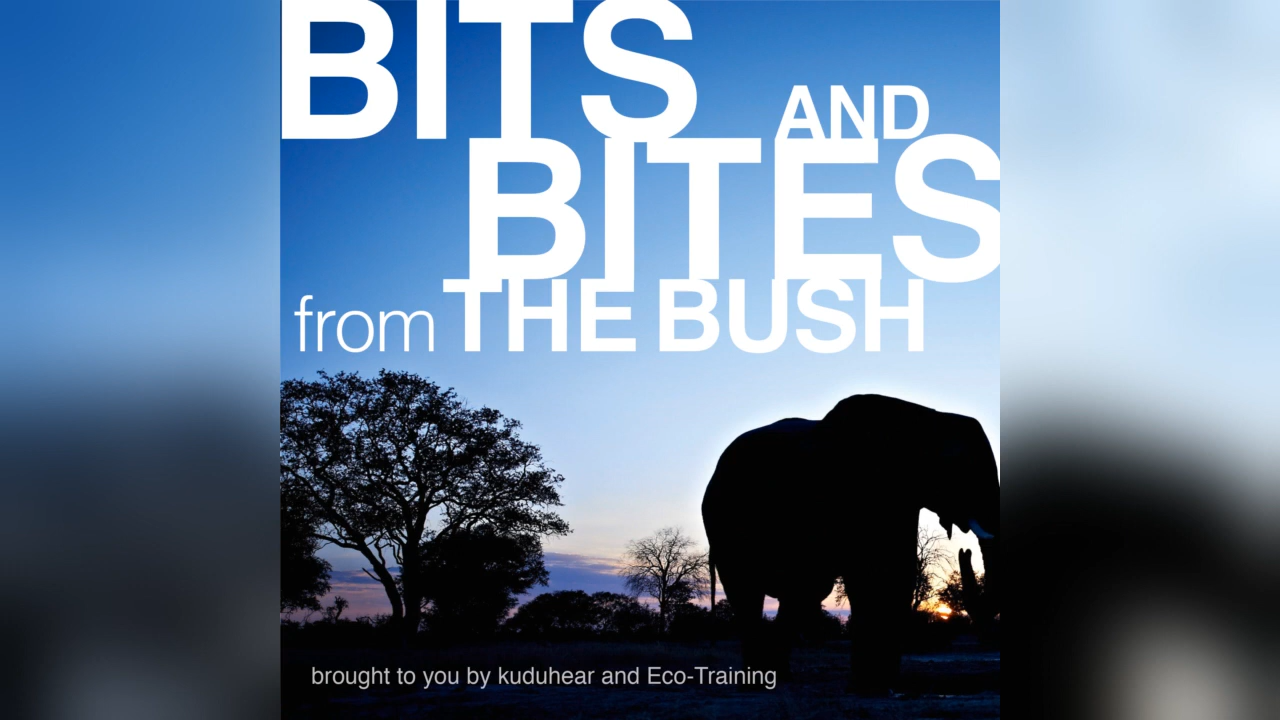 BITS
AND
BITES
from THE BUSH
brought to you by kuduhear and Eco-Training